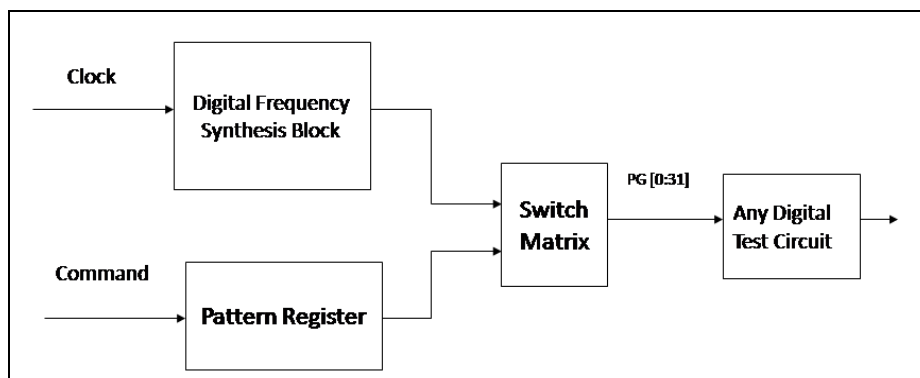 Clock
Digital Frequency
Synthesis Block
PG [0:31]
Switch
Matrix
Any Digital
Test Circuit
Command
Pattern Register